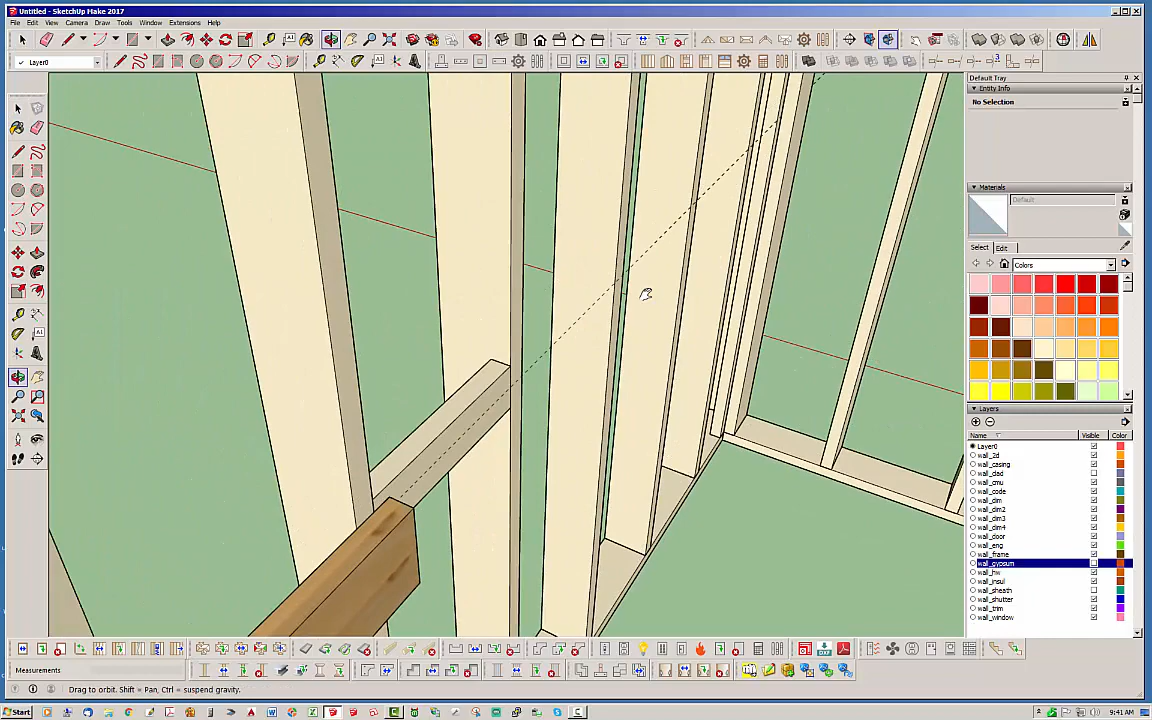 Untitled - SketchUp Make 2017
File Edit View Camera Draw Tools Window Extensions Help
Layer0
Default Tray
Entity Info
No Selection
Materials
Default
Select Edit
Colors
Layers
Name Visible Color
Layer0
wall_2d
wall_casing
wall_clad
wall_cmu
wall_code
wall_dim
wall_dim2
wall_dim3
wall_dim4
wall_door
wall_eng
wall_frame
wall_gypsum
wall_hw
wall_insul
wall_sheath
wall_shutter
wall_trim
wall_window
Measurements
Drag to orbit. Shift = Pan, Ctrl = suspend gravity.
Start
9:41 AM